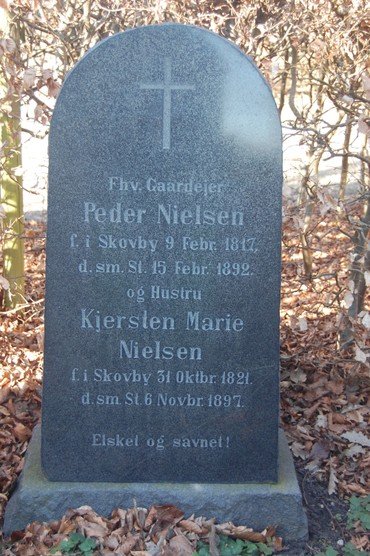 Fhv. Gaardejer
Peder Nielsen
f. i Skovby 9 Febr. 1817.
d. sm. St. 15 Febr. 1892.
og Hustru
Kjersten Marie
Nielsen
f. i Skovby 31 Oktbr. 1821.
d. sm. St. 6 Novbr. 1897.
Elsket og savnet!